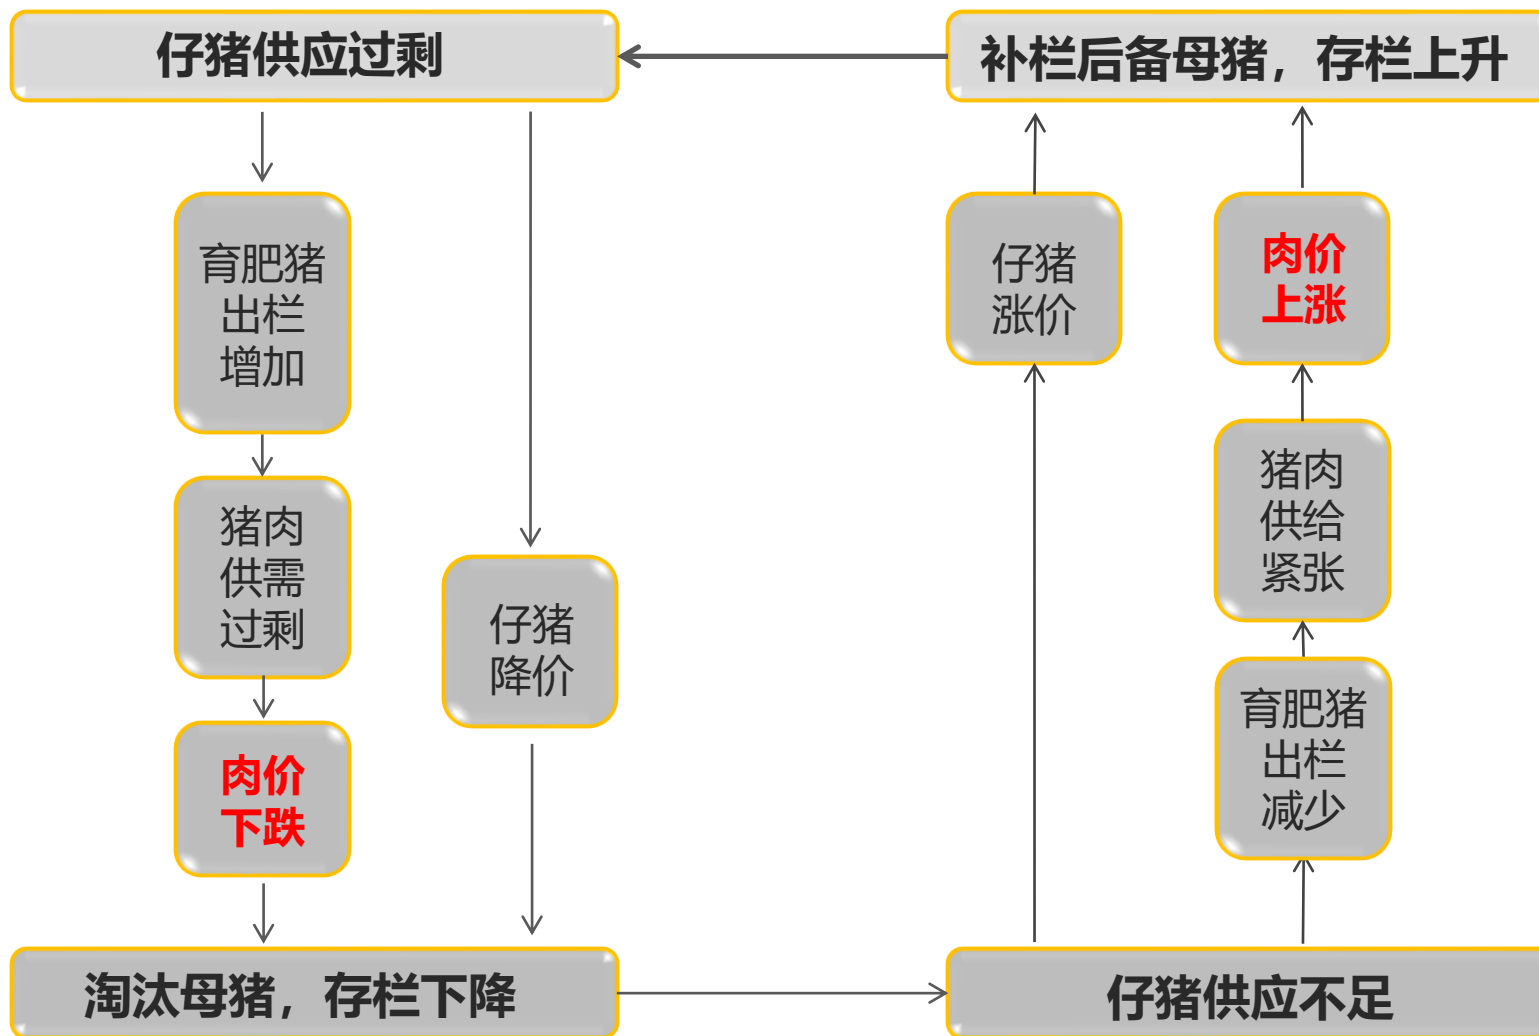 仔猪供应过剩
补栏后备母猪，存栏上升
育肥猪
出栏
增加
仔猪
涨价
肉价
上涨
猪肉
供需
过剩
仔猪
降价
猪肉
供给
紧张
肉价
下跌
育肥猪
出栏
减少
淘汰母猪，存栏下降
仔猪供应不足